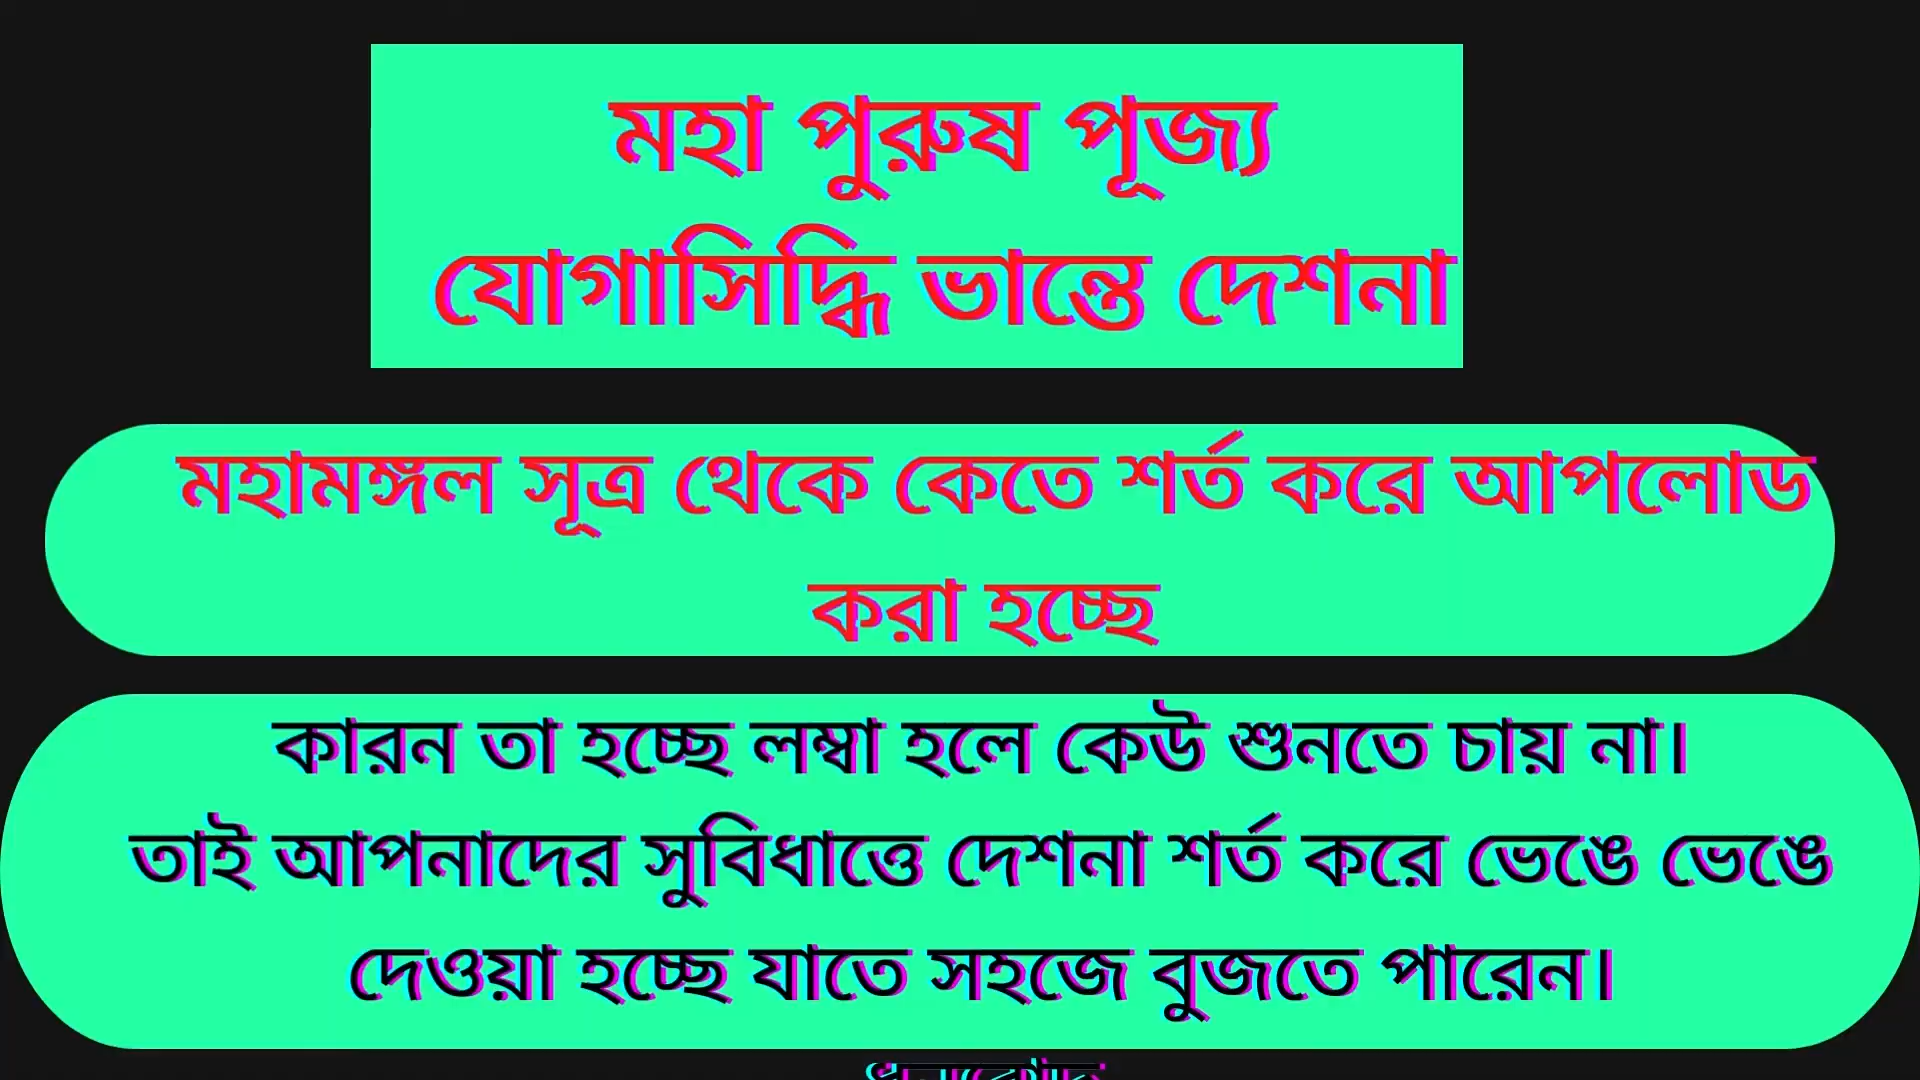 মহা পুরুষ পূজ্য
যোগাসিদ্ধি ভান্তে দেশনা
মহামঙ্গল সূত্র থেকে কেতে শর্ত করে আপলোড
করা হচ্ছে
কারন তা হচ্ছে লম্বা হলে কেউ শুনতে চায় না।
তাই আপনাদের সুবিধাত্তে দেশনা শর্ত করে ভেঙে ভেঙে
দেওয়া হচ্ছে যাতে সহজে বুজতে পারেন।